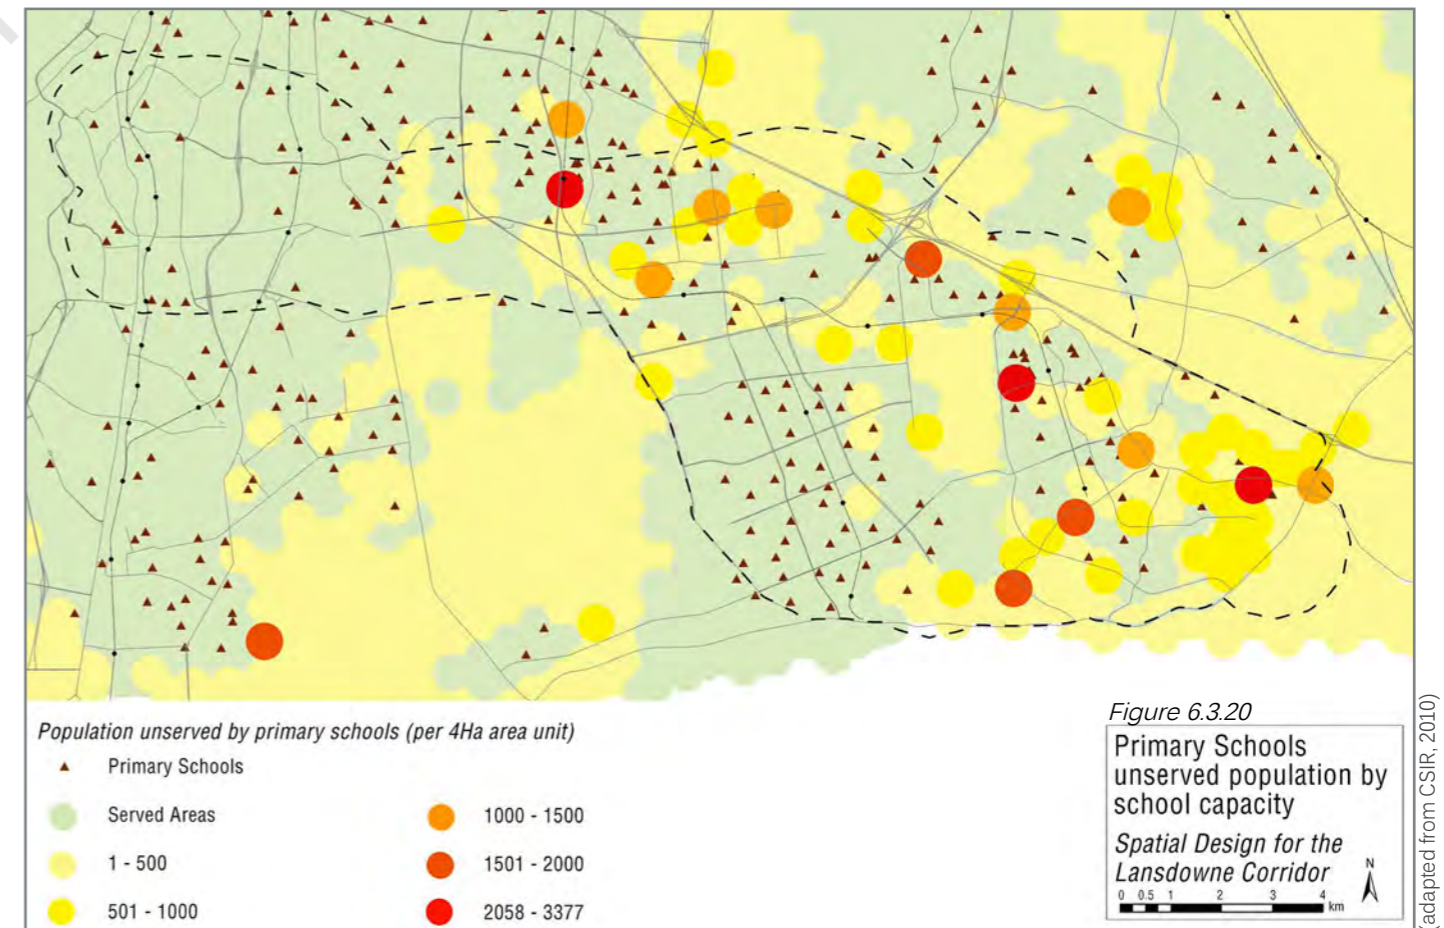 Population unserved by primary schools (per 4Ha area unit)
Primary Schools
Served Areas
1 - 500
501 - 1000
1000 - 1500
1501 - 2000
2058 - 3377
Figure 6.3.20
Primary Schools
unserved population by
school capacity
Spatial Design for the
Lansdowne Corridor
N
0 0.5 1 2 3 4 km
(adapted from CSIR, 2010)